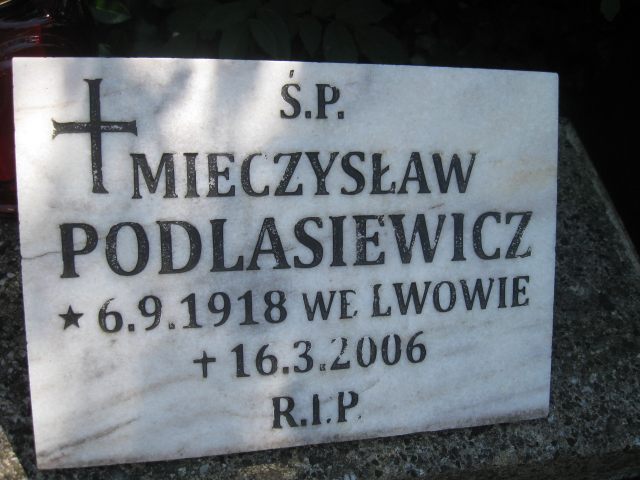 Ś.P.
MIECZYSŁAW
PODLASIEWICZ
★ 6.9.1918 WE LWOWIE
+ 16.3.2006
R.I.P.